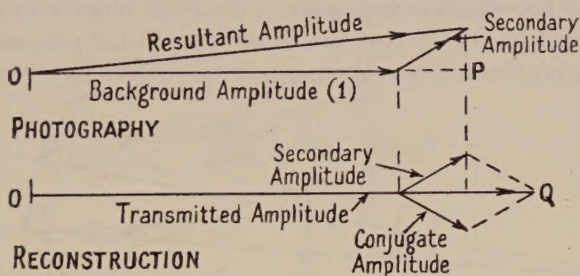 Resultant Amplitude
Secondary
Amplitude
O
P
Background Amplitude (1)
PHOTOGRAPHY
Secondary
Amplitude
O
Q
Transmitted Amplitude
Conjugate
Amplitude
RECONSTRUCTION